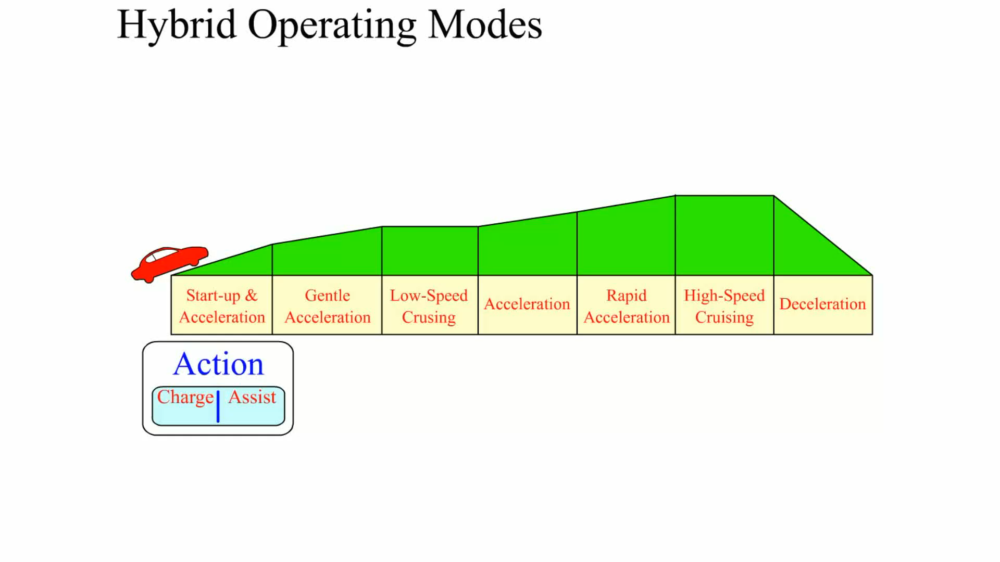 Hybrid Operating Modes
Start-up &
Acceleration
Gentle
Acceleration
Low-Speed
Crusing
Acceleration
Rapid
Acceleration
High-Speed
Cruising
Deceleration
Action
Charge Assist